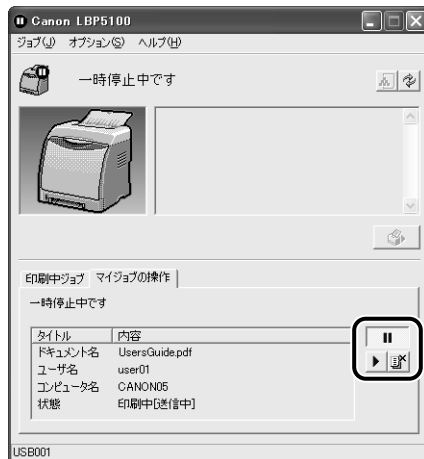 Canon LBP5100
ジョブ(J) オプション(S) ヘルプ(H)
一時停止中です
印刷中ジョブ マイジョブの操作
一時停止中です
タイトル 内容
ドキュメント名 UsersGuide.pdf
ユーザ名 user01
コンピュータ名 CANON05
状態 印刷中[送信中]
USB001